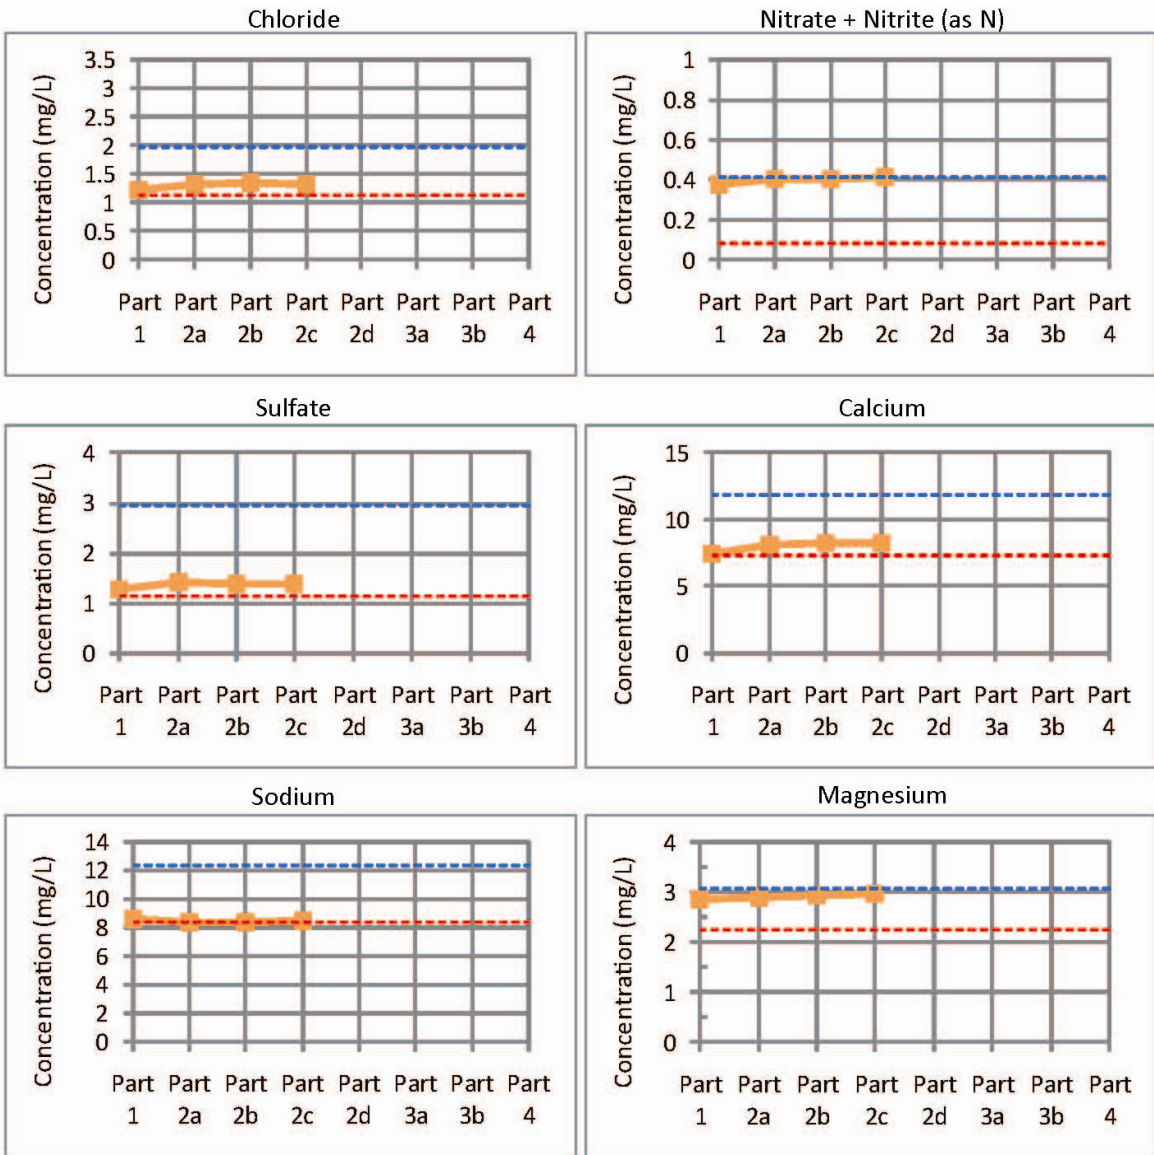 Chloride
Concentration (mg/L)
3.5
3
2.5
2
1.5
1
0.5
0
Part Part Part Part Part Part Part Part
1 2a 2b 2c 2d 3a 3b 4
Nitrate + Nitrite (as N)
Concentration (mg/L)
1
0.8
0.6
0.4
0.2
0
Part Part Part Part Part Part Part Part
1 2a 2b 2c 2d 3a 3b 4
Sulfate
Concentration (mg/L)
4
3
2
1
0
Part Part Part Part Part Part Part Part
1 2a 2b 2c 2d 3a 3b 4
Calcium
Concentration (mg/L)
15
10
5
0
Part Part Part Part Part Part Part Part
1 2a 2b 2c 2d 3a 3b 4
Sodium
Concentration (mg/L)
14
12
10
8
6
4
2
0
Part Part Part Part Part Part Part Part
1 2a 2b 2c 2d 3a 3b 4
Magnesium
Concentration (mg/L)
4
3
2
1
0
Part Part Part Part Part Part Part Part
1 2a 2b 2c 2d 3a 3b 4